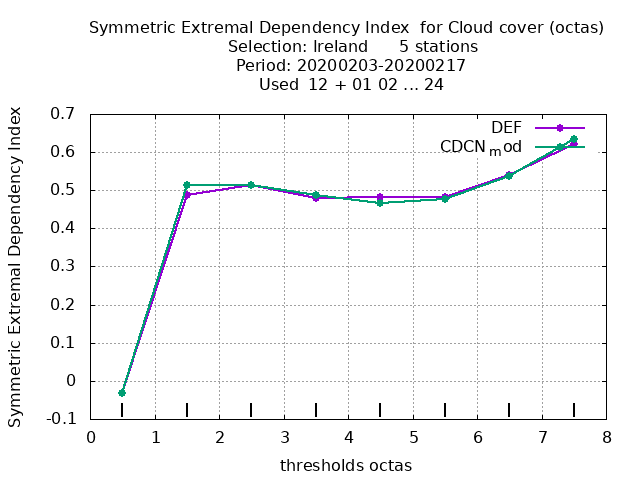 Symmetric Extremal Dependency Index  for Cloud cover (octas)
Selection: Ireland      5 stations
Period: 20200203-20200217
Used  12 + 01 02 ... 24
Symmetric Extremal Dependency Index
0.7
0.6
0.5
0.4
0.3
0.2
0.1
0
-0.1
DEF
CDCN_mod
0 1 2 3 4 5 6 7 8
thresholds octas